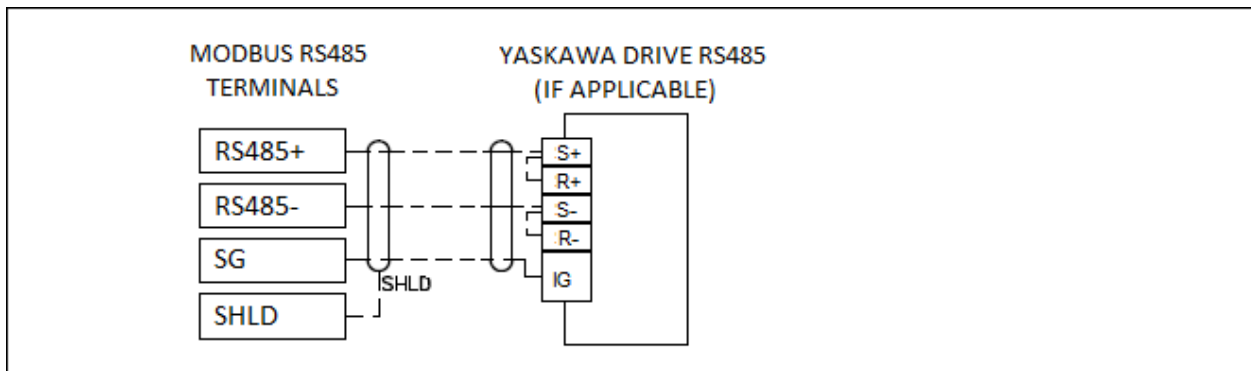 MODBUS RS485
TERMINALS
YASKAWA DRIVE RS485
(IF APPLICABLE)
RS485+
RS485-
SG
SHLD
SHLD
S+
R+
S-
R-
IG